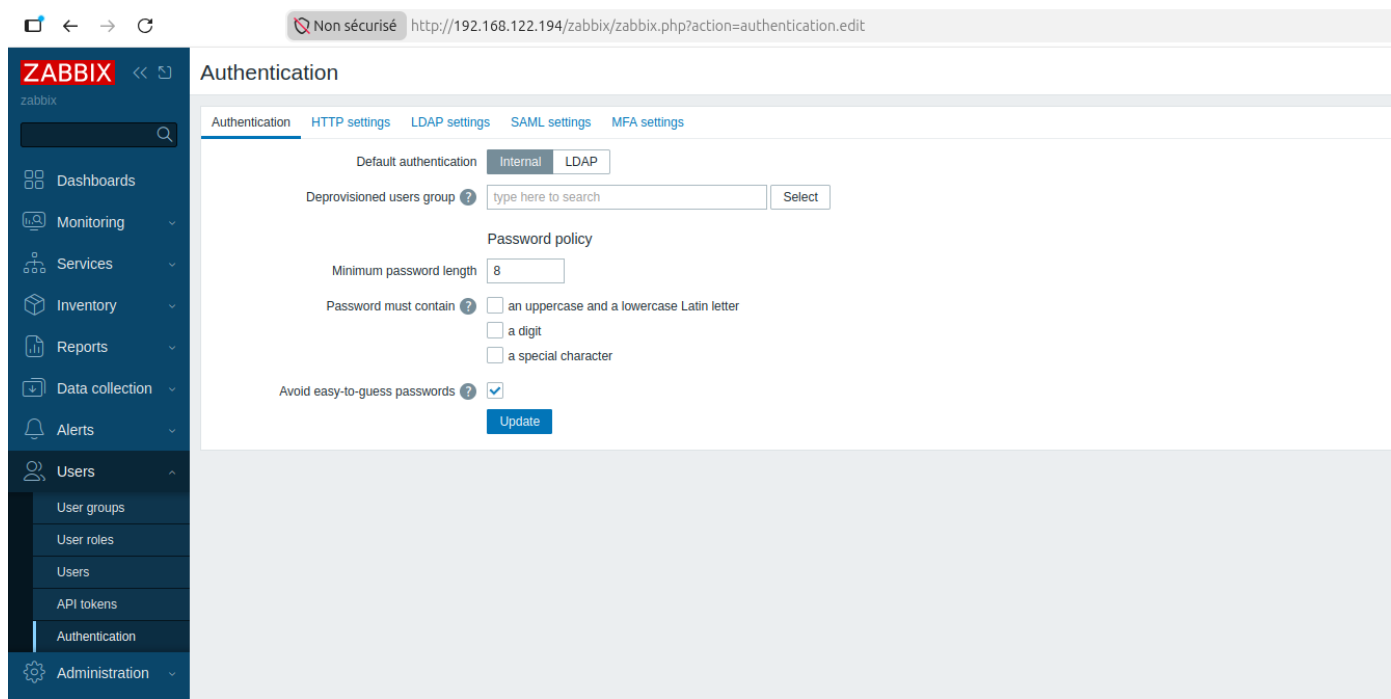 Non sécurisé http://192.168.122.194/zabbix/zabbix.php?action=authentication.edit
ZABBIX
zabbix
Dashboards
Monitoring
Services
Inventory
Reports
Data collection
Alerts
Users
User groups
User roles
Users
API tokens
Authentication
Administration
Authentication
Authentication HTTP settings LDAP settings SAML settings MFA settings
Default authentication Internal LDAP
Deprovisioned users group ? type here to search Select
Password policy
Minimum password length 8
Password must contain ? an uppercase and a lowercase Latin letter
a digit
a special character
Avoid easy-to-guess passwords ?
Update